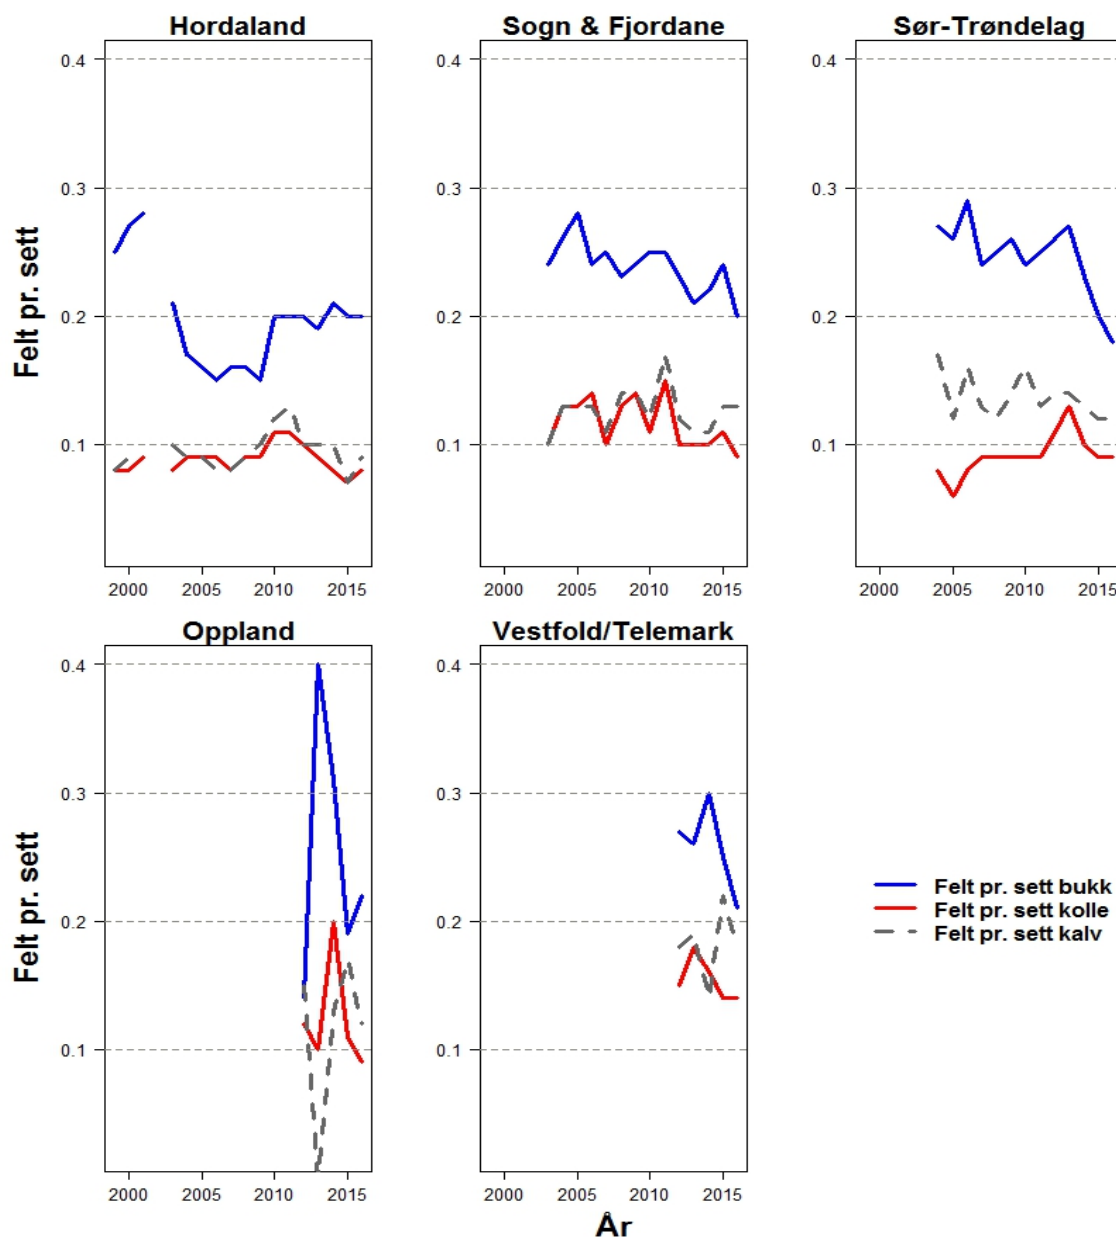 Hordaland
Sogn & Fjordane
Sør-Trøndelag
Felt pr. sett
0.4
0.3
0.2
0.1
2000 2005 2010 2015
0.4
0.3
0.2
0.1
2000 2005 2010 2015
0.4
0.3
0.2
0.1
2000 2005 2010 2015
Oppland
Vestfold/Telemark
Felt pr. sett
0.4
0.3
0.2
0.1
2000 2005 2010 2015
0.4
0.3
0.2
0.1
2000 2005 2010 2015
Felt pr. sett bukk
Felt pr. sett kolle
Felt pr. sett kalv
År